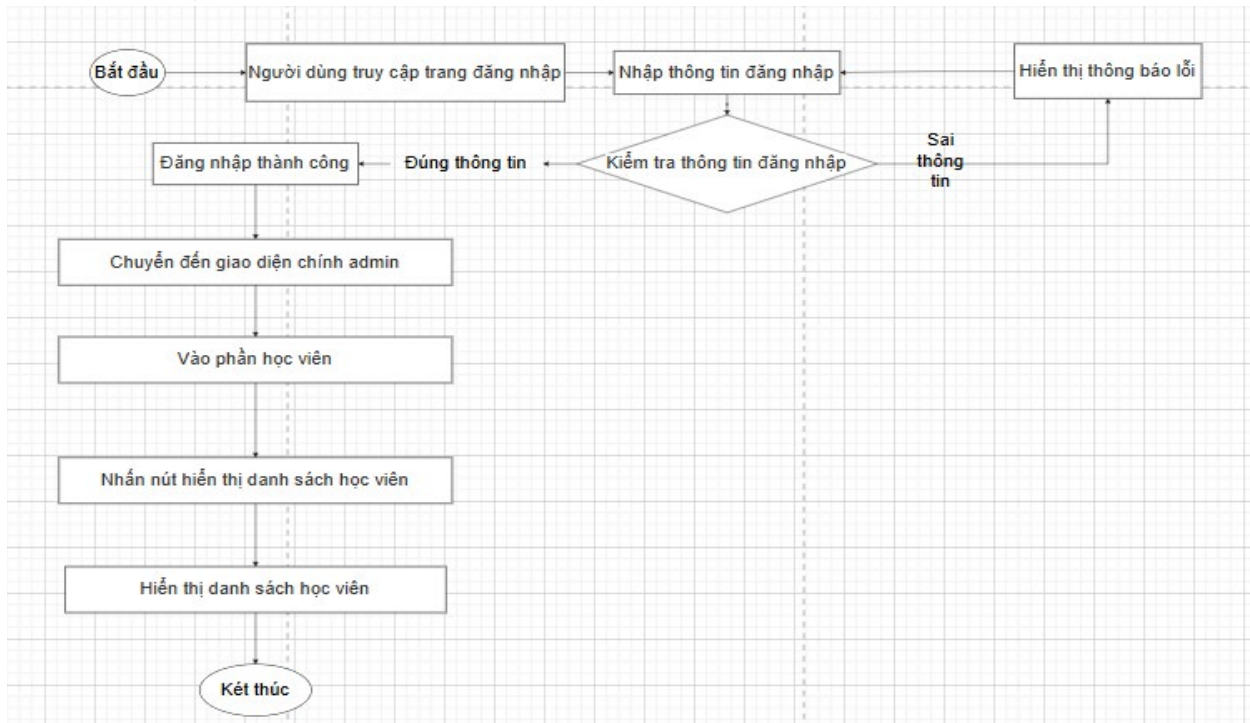 Bắt đầu
Người dùng truy cập trang đăng nhập
Nhập thông tin đăng nhập
Hiển thị thông báo lỗi
Đăng nhập thành công
Đúng thông tin
Kiểm tra thông tin đăng nhập
Sai
thông
tin
Chuyển đến giao diện chính admin
Vào phần học viên
Nhấn nút hiển thị danh sách học viên
Hiển thị danh sách học viên
Két thúc